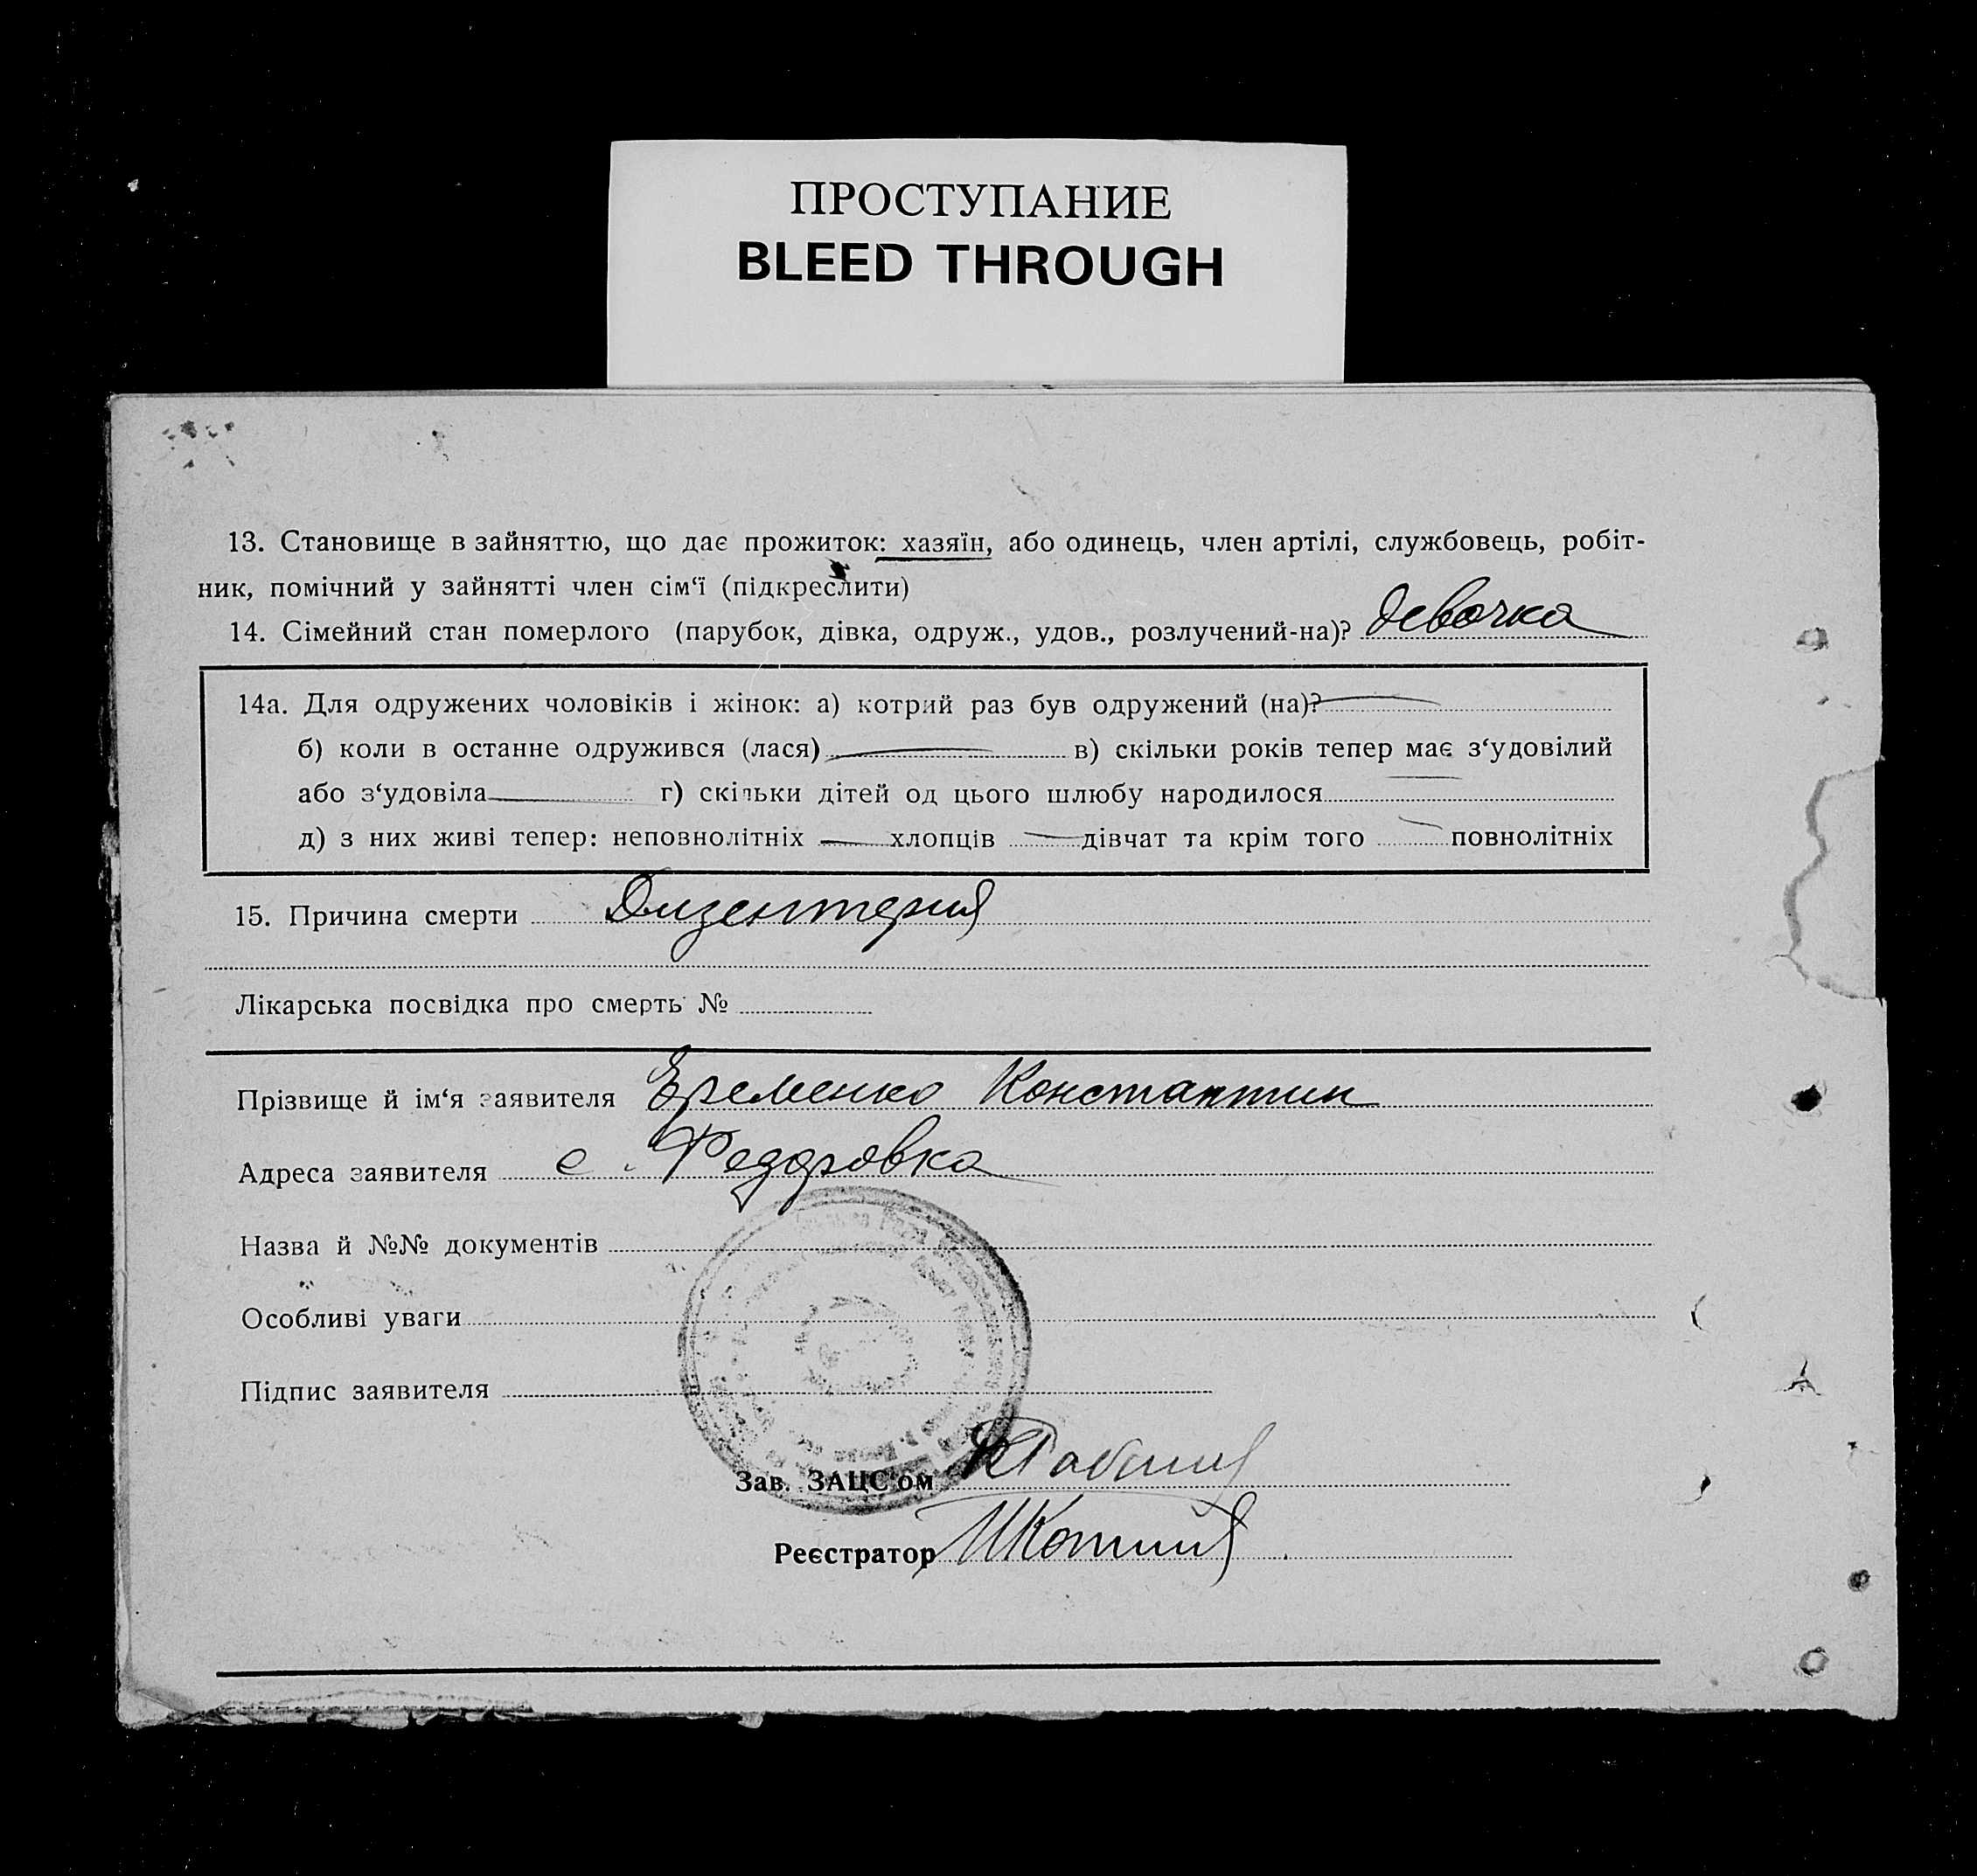 ПРОСТУПАНИЕ
BLEED THROUGH
13. Становище в зайняттю, що дає прожиток: хазяїн, або одинець, член артілі, службовець, робіт-
ник, помічний у зайнятті член сім‘ї (підкреслити)
14. Сімейний стан померлого (парубок, дівка, одруж., удов., розлучений-на)? девочка
14а. Для одружених чоловіків і жінок: а) котрий раз був одружений (на)?
б) коли в останне одружився (лася) в) скільки років тепер має з‘удовілий
або з‘удовіла г) скільки дітей од цього шлюбу народилося
д) з них живі тепер: неповнолітніх хлопців дівчат та крім того повнолітніх
15. Причина смерти Дизентерия
Лікарська посвідка про смерть №
Прізвище й ім‘я заявителя Еременко Константин
Адреса заявителя с. Федоровка
Назва й №№ документів
Особливі уваги
Підпис заявителя
Зав. ЗАЦС‘ом
Реєстратор